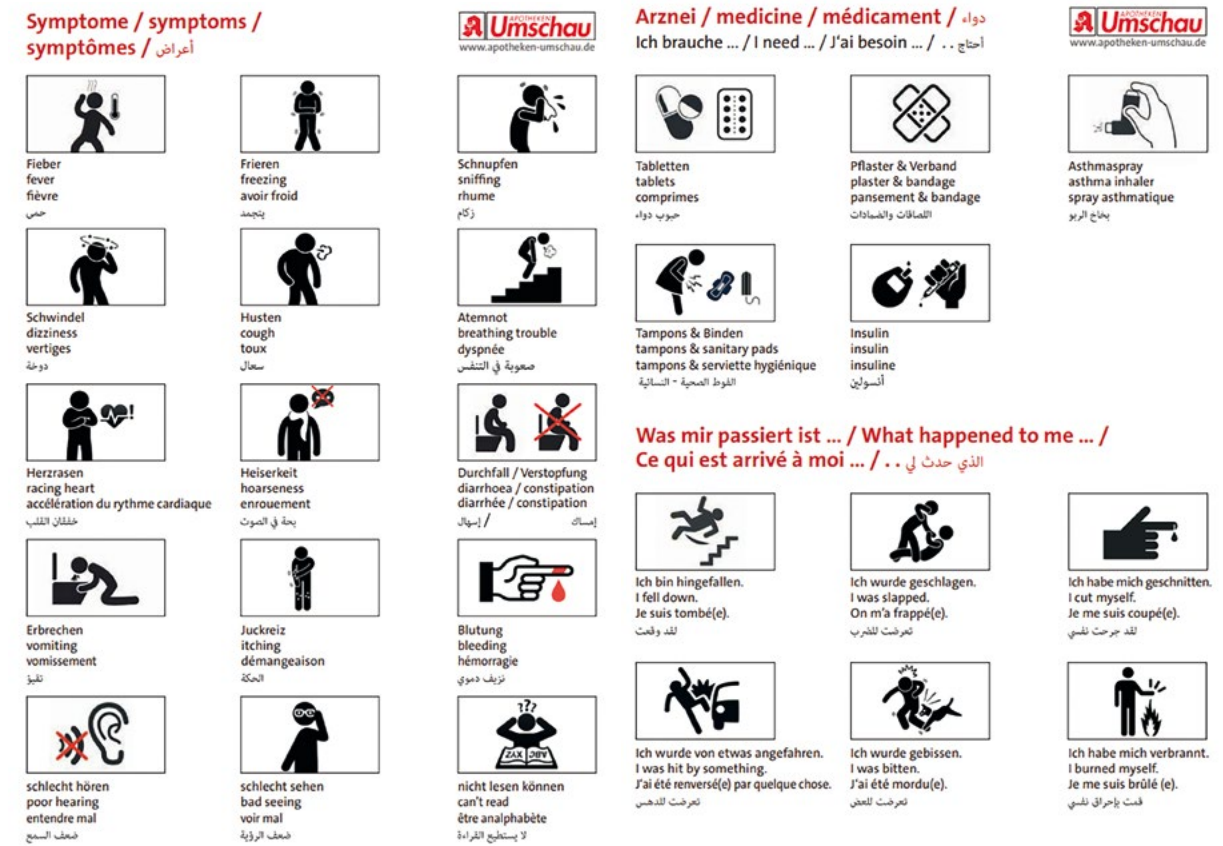 Symptome / symptoms /
symptômes / أعراض
APOTHEKEN
Umschau
www.apotheken-umschau.de
Fieber
fever
fièvre
حمى
Frieren
freezing
avoir froid
يتجمد
Schnupfen
sniffing
rhume
زكام
Schwindel
dizziness
vertiges
دوخة
Husten
cough
toux
سعال
Atemnot
breathing trouble
dyspnée
صعوبة في التنفس
Herzrasen
racing heart
accélération du rythme cardiaque
خفقان القلب
Heiserkeit
hoarseness
enrouement
بحة في الصوت
Durchfall / Verstopfung
diarrhoea / constipation
diarrhée / constipation
إسهال / إمساك
Erbrechen
vomiting
vomissement
تقيؤ
Juckreiz
itching
démangeaison
الحكة
Blutung
bleeding
hémorragie
نزيف دموي
schlecht hören
poor hearing
entendre mal
ضعف السمع
schlecht sehen
bad seeing
voir mal
ضعف الرؤية
???
XYZ ABC
nicht lesen können
can't read
être analphabète
لا يستطيع القراءة
Arznei / medicine / médicament / دواء
Ich brauche ... / I need ... / J'ai besoin ... / أحتاج . .
APOTHEKEN
Umschau
www.apotheken-umschau.de
Tabletten
tablets
comprimes
حبوب دواء
Pflaster & Verband
plaster & bandage
pansement & bandage
اللصاقات والضمادات
Asthmaspray
asthma inhaler
spray asthmatique
بخاخ الربو
Tampons & Binden
tampons & sanitary pads
tampons & serviette hygiénique
الفوط الصحية - النسائية
Insulin
insulin
insuline
أنسولين
Was mir passiert ist ... / What happened to me ... /
Ce qui est arrivé à moi ... / الذي حدث لي . .
Ich bin hingefallen.
I fell down.
Je suis tombé(e).
لقد وقعت
Ich wurde geschlagen.
I was slapped.
On m'a frappé(e).
تعرضت للضرب
Ich habe mich geschnitten.
I cut myself.
Je me suis coupé(e).
لقد جرحت نفسي
Ich wurde von etwas angefahren.
I was hit by something.
J'ai été renversé(e) par quelque chose.
تعرضت للدهس
Ich wurde gebissen.
I was bitten.
J'ai été mordu(e).
تعرضت للعض
Ich habe mich verbrannt.
I burned myself.
Je me suis brûlé (e).
قمت بإحراق نفسي